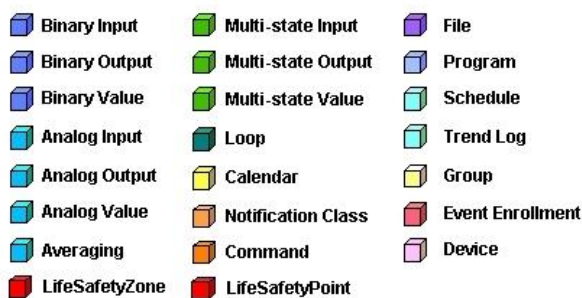 Binary Input
Binary Output
Binary Value
Analog Input
Analog Output
Analog Value
Averaging
LifeSafetyZone
Multi-state Input
Multi-state Output
Multi-state Value
Loop
Calendar
Notification Class
Command
LifeSafetyPoint
File
Program
Schedule
Trend Log
Group
Event Enrollment
Device